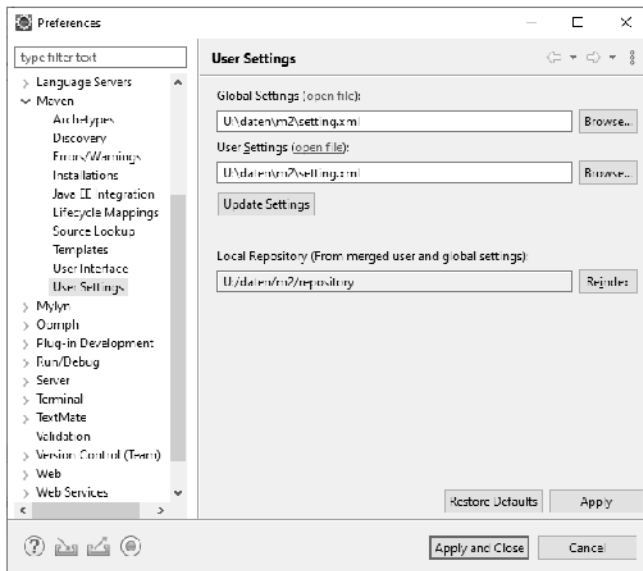 Preferences
type filter text
Language Servers
Maven
Archetypes
Discovery
Errors/Warnings
Installations
Java EE Integration
Lifecycle Mappings
Source Lookup
Templates
User Interface
User Settings
Mylyn
Oomph
Plug-in Development
Run/Debug
Server
Terminal
TextMate
Validation
Version Control (Team)
Web
Web Services
User Settings
Global Settings (open file):
U:\daten\m2\setting.xml
Browse...
User Settings (open file):
U:\daten\m2\setting.xml
Browse...
Update Settings
Local Repository (From merged user and global settings):
U:/daten/m2/repository
Reindex
Restore Defaults
Apply
Apply and Close
Cancel